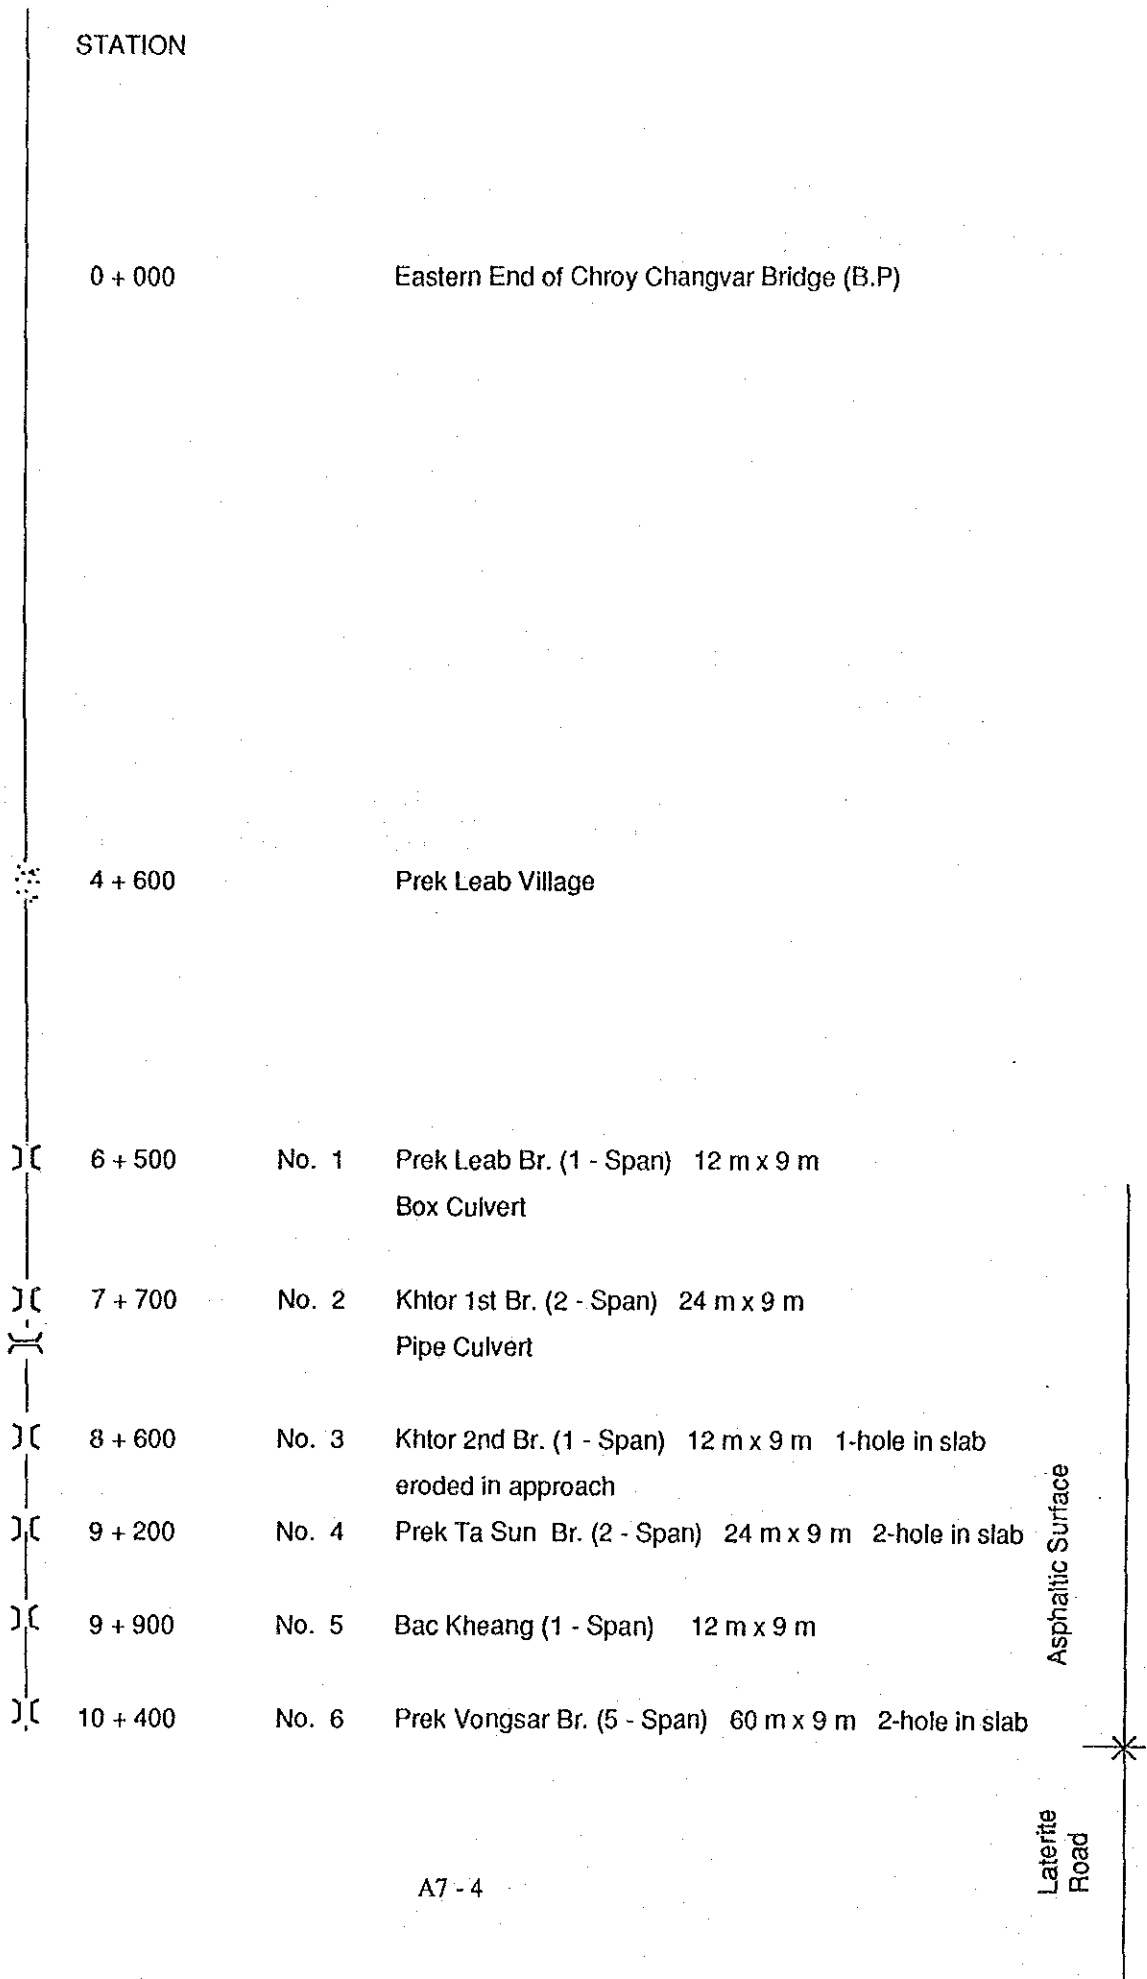 STATION
0 + 000 Eastern End of Chroy Changvar Bridge (B.P)
4 + 600 Prek Leab Village
6 + 500 No. 1 Prek Leab Br. (1 - Span) 12 m x 9 m
Box Culvert
7 + 700 No. 2 Khtor 1st Br. (2 - Span) 24 m x 9 m
Pipe Culvert
8 + 600 No. 3 Khtor 2nd Br. (1 - Span) 12 m x 9 m 1-hole in slab
eroded in approach
9 + 200 No. 4 Prek Ta Sun Br. (2 - Span) 24 m x 9 m 2-hole in slab
9 + 900 No. 5 Bac Kheang (1 - Span) 12 m x 9 m
10 + 400 No. 6 Prek Vongsar Br. (5 - Span) 60 m x 9 m 2-hole in slab
Asphaltic Surface
Laterite
Road
A7 - 4